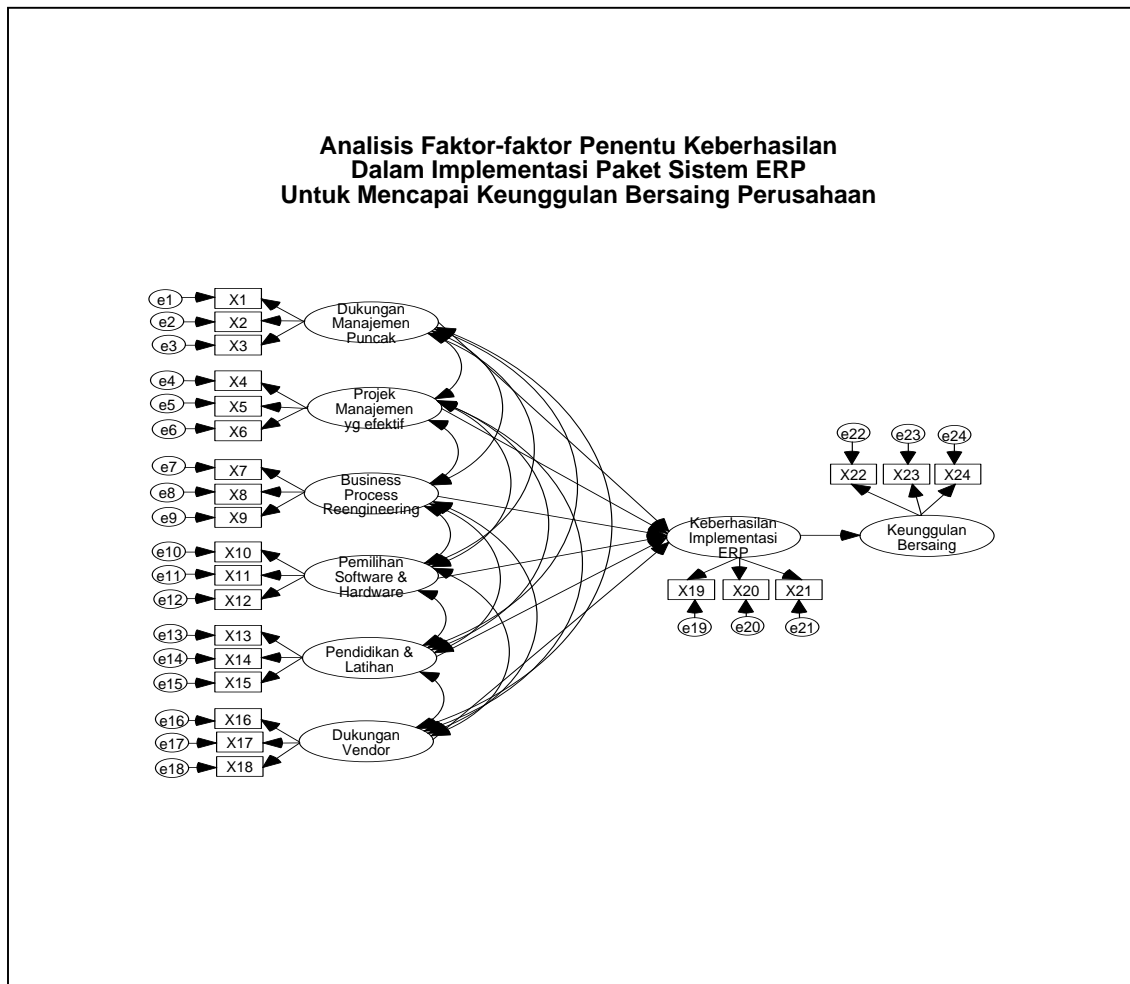 Analisis Faktor-faktor Penentu Keberhasilan
Dalam Implementasi Paket Sistem ERP
Untuk Mencapai Keunggulan Bersaing Perusahaan
e1
X1
e2
X2
e3
X3
Dukungan
Manajemen
Puncak
e4
X4
e5
X5
e6
X6
Projek
Manajemen
yg efektif
e7
X7
e8
X8
e9
X9
Business
Process
Reengineering
e10
X10
e11
X11
e12
X12
Pemilihan
Software &
Hardware
e13
X13
e14
X14
e15
X15
Pendidikan &
Latihan
e16
X16
e17
X17
e18
X18
Dukungan
Vendor
Keberhasilan
Implementasi
ERP
X19
X20
X21
e19
e20
e21
e22
e23
e24
X22
X23
X24
Keunggulan
Bersaing